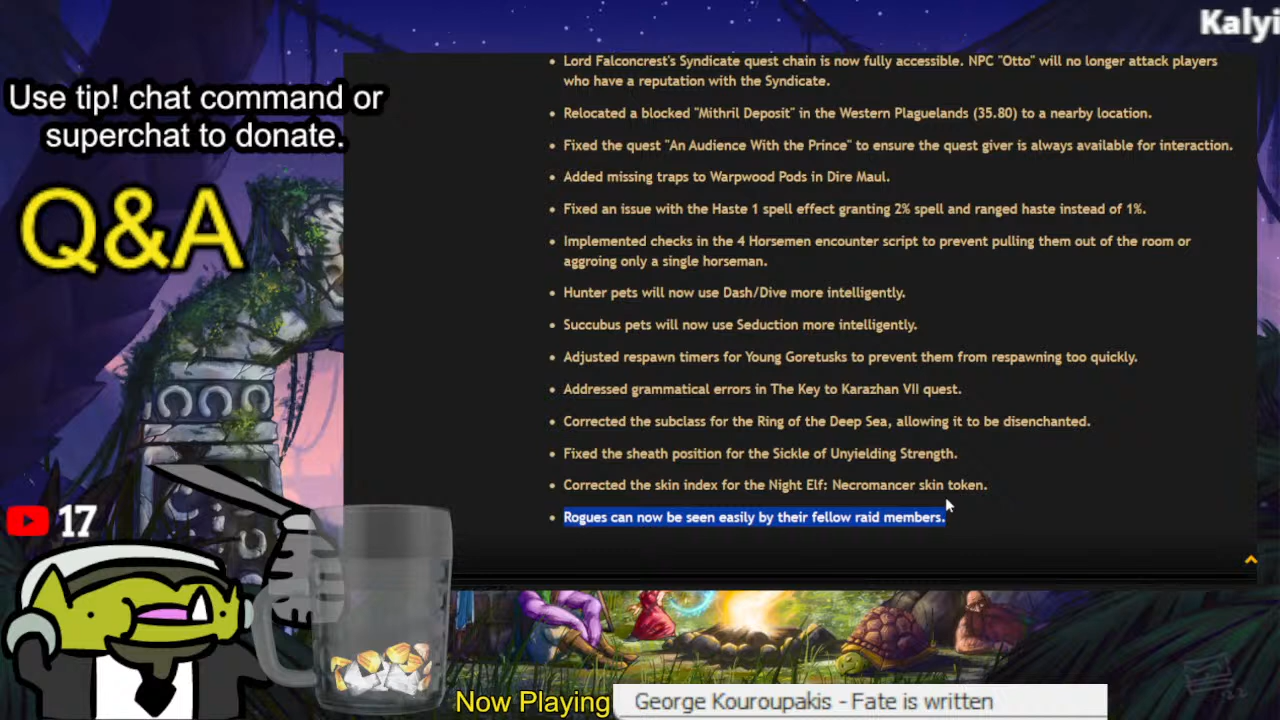 Kalyi
Use tip! chat command or
superchat to donate.
Q&A
• Lord Falconcrest's Syndicate quest chain is now fully accessible. NPC "Otto" will no longer attack players
who have a reputation with the Syndicate.
• Relocated a blocked "Mithril Deposit" in the Western Plaguelands (35.80) to a nearby location.
• Fixed the quest "An Audience With the Prince" to ensure the quest giver is always available for interaction.
• Added missing traps to Warpwood Pods in Dire Maul.
• Fixed an issue with the Haste 1 spell effect granting 2% spell and ranged haste instead of 1%.
• Implemented checks in the 4 Horsemen encounter script to prevent pulling them out of the room or
aggroing only a single horseman.
• Hunter pets will now use Dash/Dive more intelligently.
• Succubus pets will now use Seduction more intelligently.
• Adjusted respawn timers for Young Goretusks to prevent them from respawning too quickly.
• Addressed grammatical errors in The Key to Karazhan VII quest.
• Corrected the subclass for the Ring of the Deep Sea, allowing it to be disenchanted.
• Fixed the sheath position for the Sickle of Unyielding Strength.
• Corrected the skin index for the Night Elf: Necromancer skin token.
• Rogues can now be seen easily by their fellow raid members.
17
Now Playing
George Kouroupakis - Fate is written